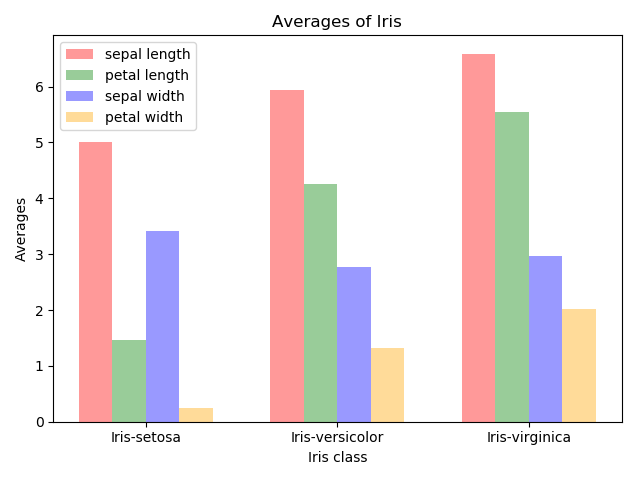 Averages of Iris
sepal length
petal length
sepal width
petal width
6
5
4
3
2
1
0
Averages
Iris-setosa
Iris-versicolor
Iris-virginica
Iris class